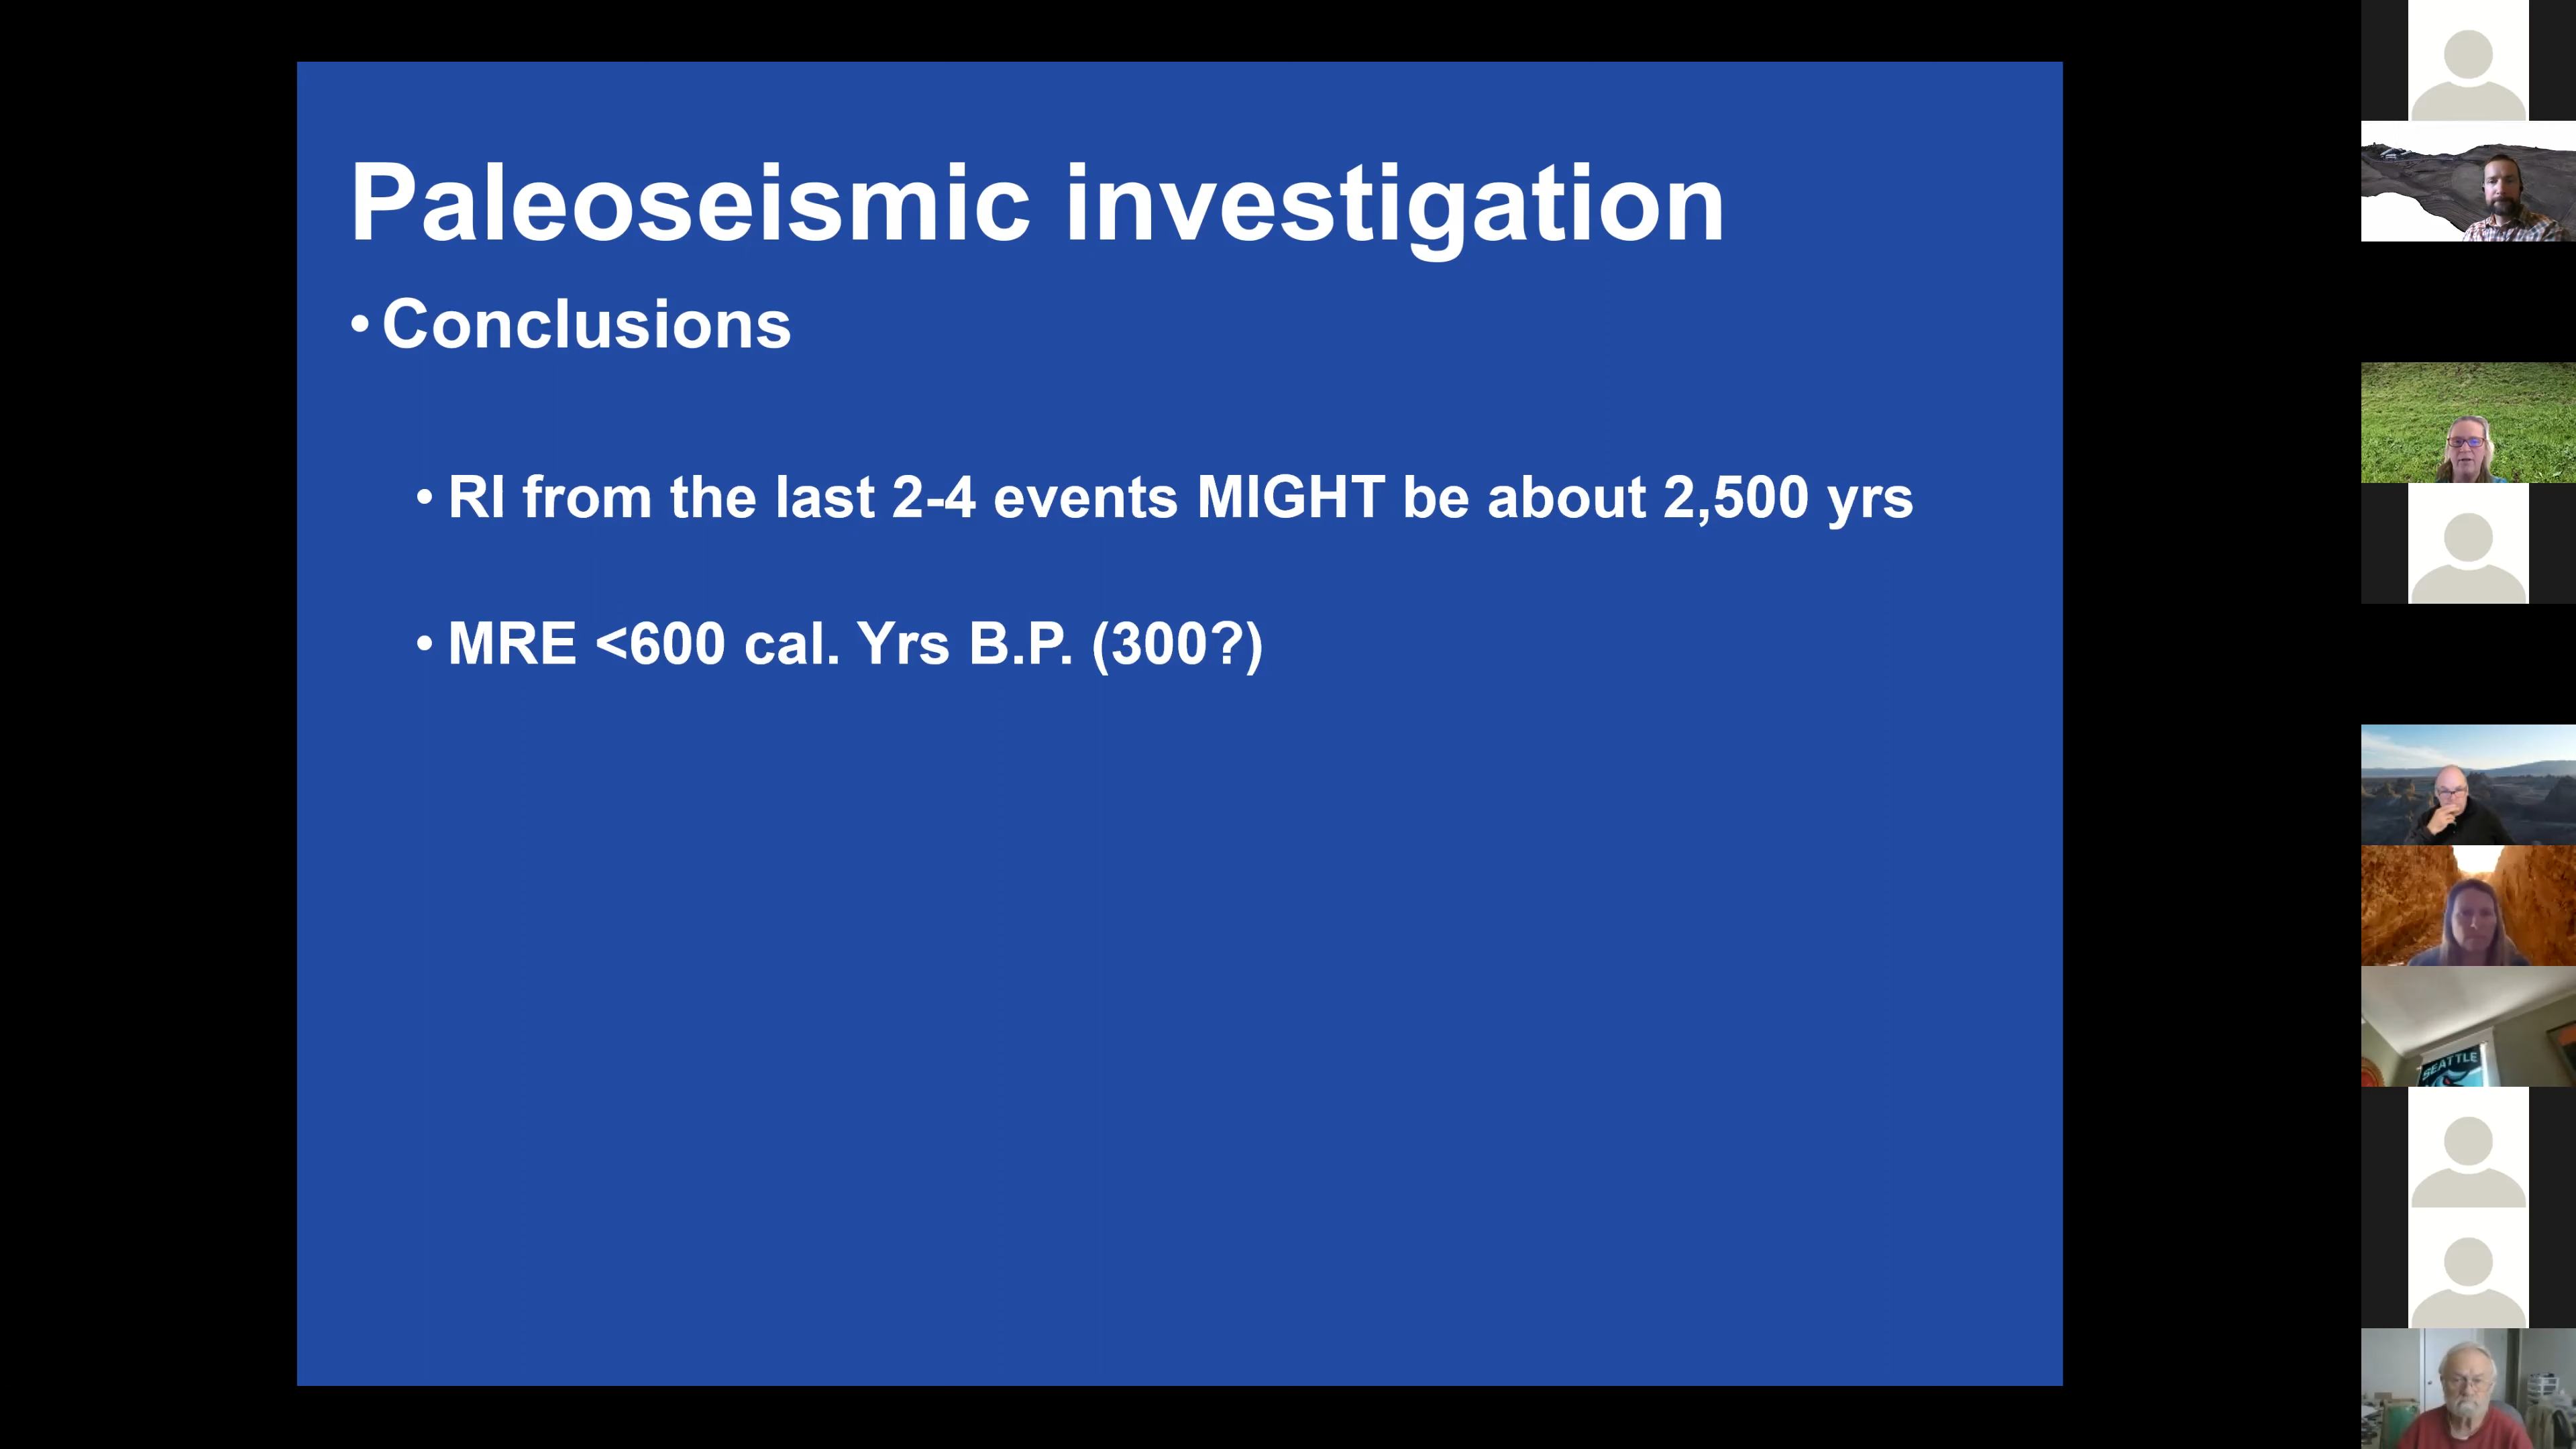 Paleoseismic investigation
• Conclusions
• RI from the last 2-4 events MIGHT be about 2,500 yrs
• MRE <600 cal. Yrs B.P. (300?)
SEATTLE